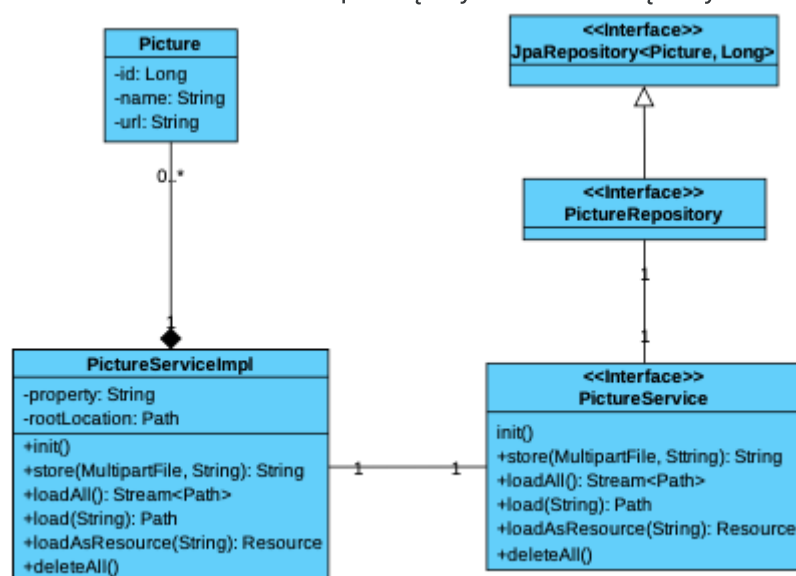 Picture
-id: Long
-name: String
-url: String
0..*
1
PictureServiceImpl
-property: String
-rootLocation: Path
+init()
+store(MultipartFile, String): String
+loadAll(): Stream<Path>
+load(String): Path
+loadAsResource(String): Resource
+deleteAll()
1
1
<<Interface>>
JpaRepository<Picture, Long>
<<Interface>>
PictureRepository
1
1
<<Interface>>
PictureService
init()
+store(MultipartFile, Sttring): String
+loadAll(): Stream<Path>
+load(String): Path
+loadAsResource(String): Resource
+deleteAll()